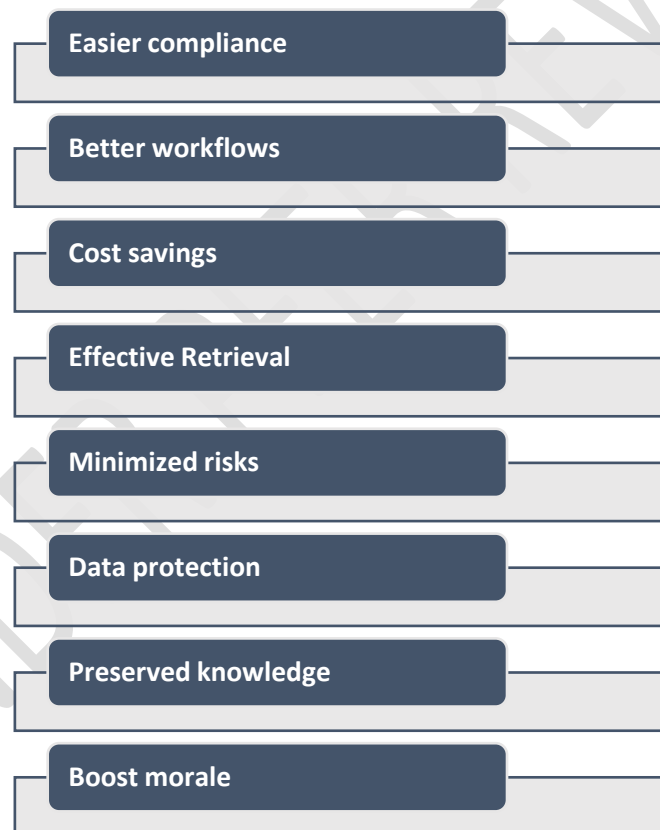 Easier compliance
Better workflows
Cost savings
Effective Retrieval
Minimized risks
Data protection
Preserved knowledge
Boost morale